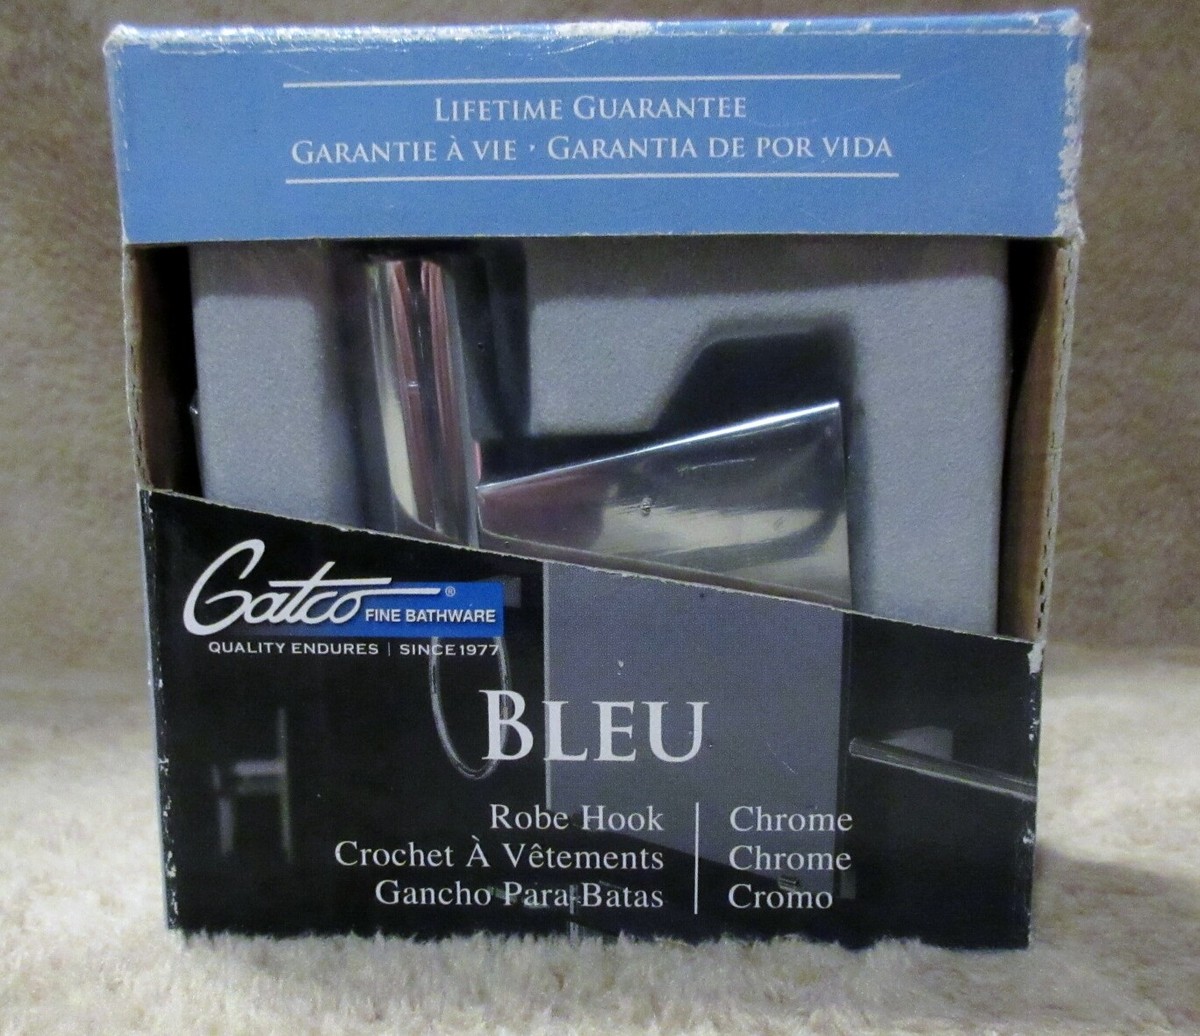 LIFETIME GUARANTEE
GARANTIE À VIE · GARANTIA DE POR VIDA
Gatco® FINE BATHWARE
QUALITY ENDURES | SINCE 1977
BLEU
Robe Hook | Chrome
Crochet À Vêtements | Chrome
Gancho Para Batas | Cromo